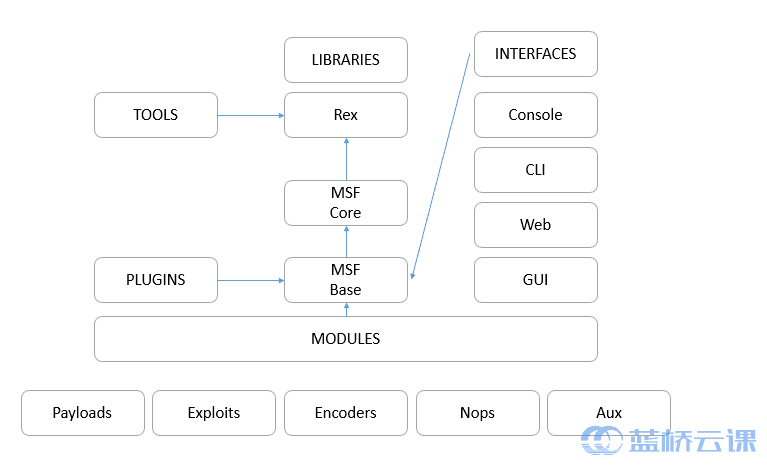 LIBRARIES
INTERFACES
TOOLS
Rex
Console
CLI
MSF
Core
Web
PLUGINS
MSF
Base
GUI
MODULES
Payloads
Exploits
Encoders
Nops
Aux
蓝桥云课